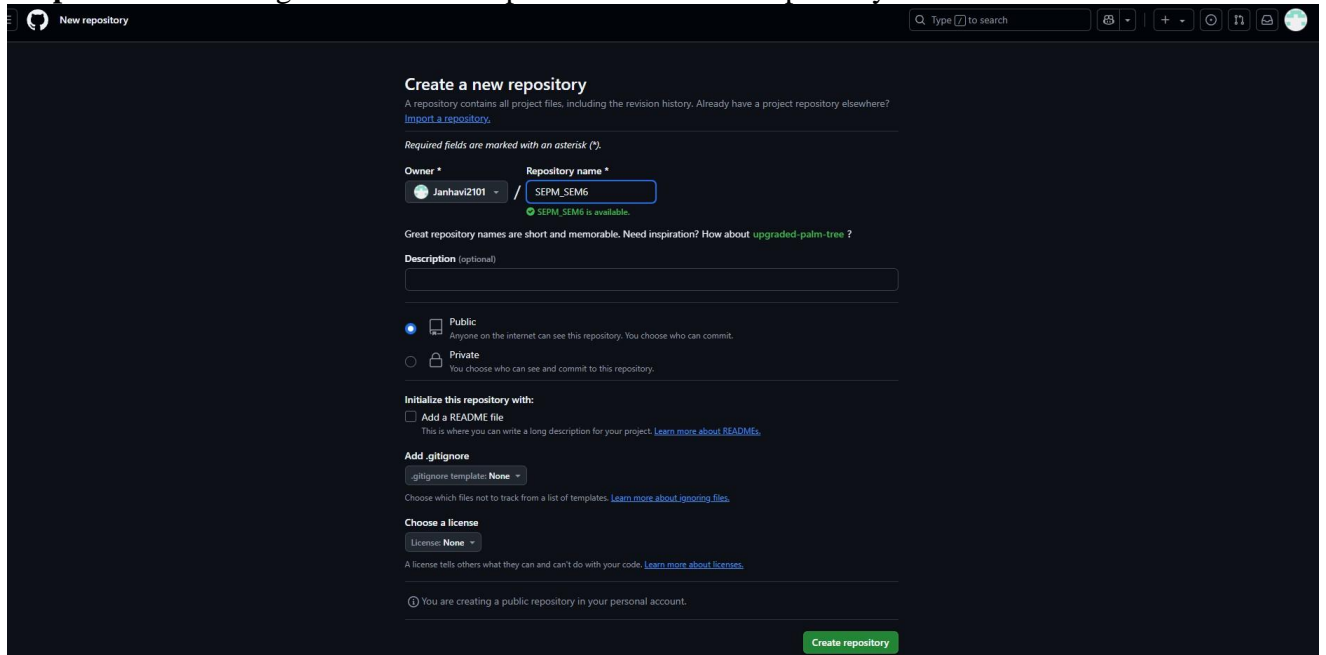 New repository
Type / to search
Create a new repository
A repository contains all project files, including the revision history. Already have a project repository elsewhere?
Import a repository.
Required fields are marked with an asterisk (*).
Owner * Repository name *
Janhavi2101 / SEPM_SEM6
SEPM_SEM6 is available.
Great repository names are short and memorable. Need inspiration? How about upgraded-palm-tree ?
Description (optional)
Public
Anyone on the internet can see this repository. You choose who can commit.
Private
You choose who can see and commit to this repository.
Initialize this repository with:
Add a README file
This is where you can write a long description for your project. Learn more about READMEs.
Add .gitignore
.gitignore template: None
Choose which files not to track from a list of templates. Learn more about ignoring files.
Choose a license
License: None
A license tells others what they can and can't do with your code. Learn more about licenses.
You are creating a public repository in your personal account.
Create repository